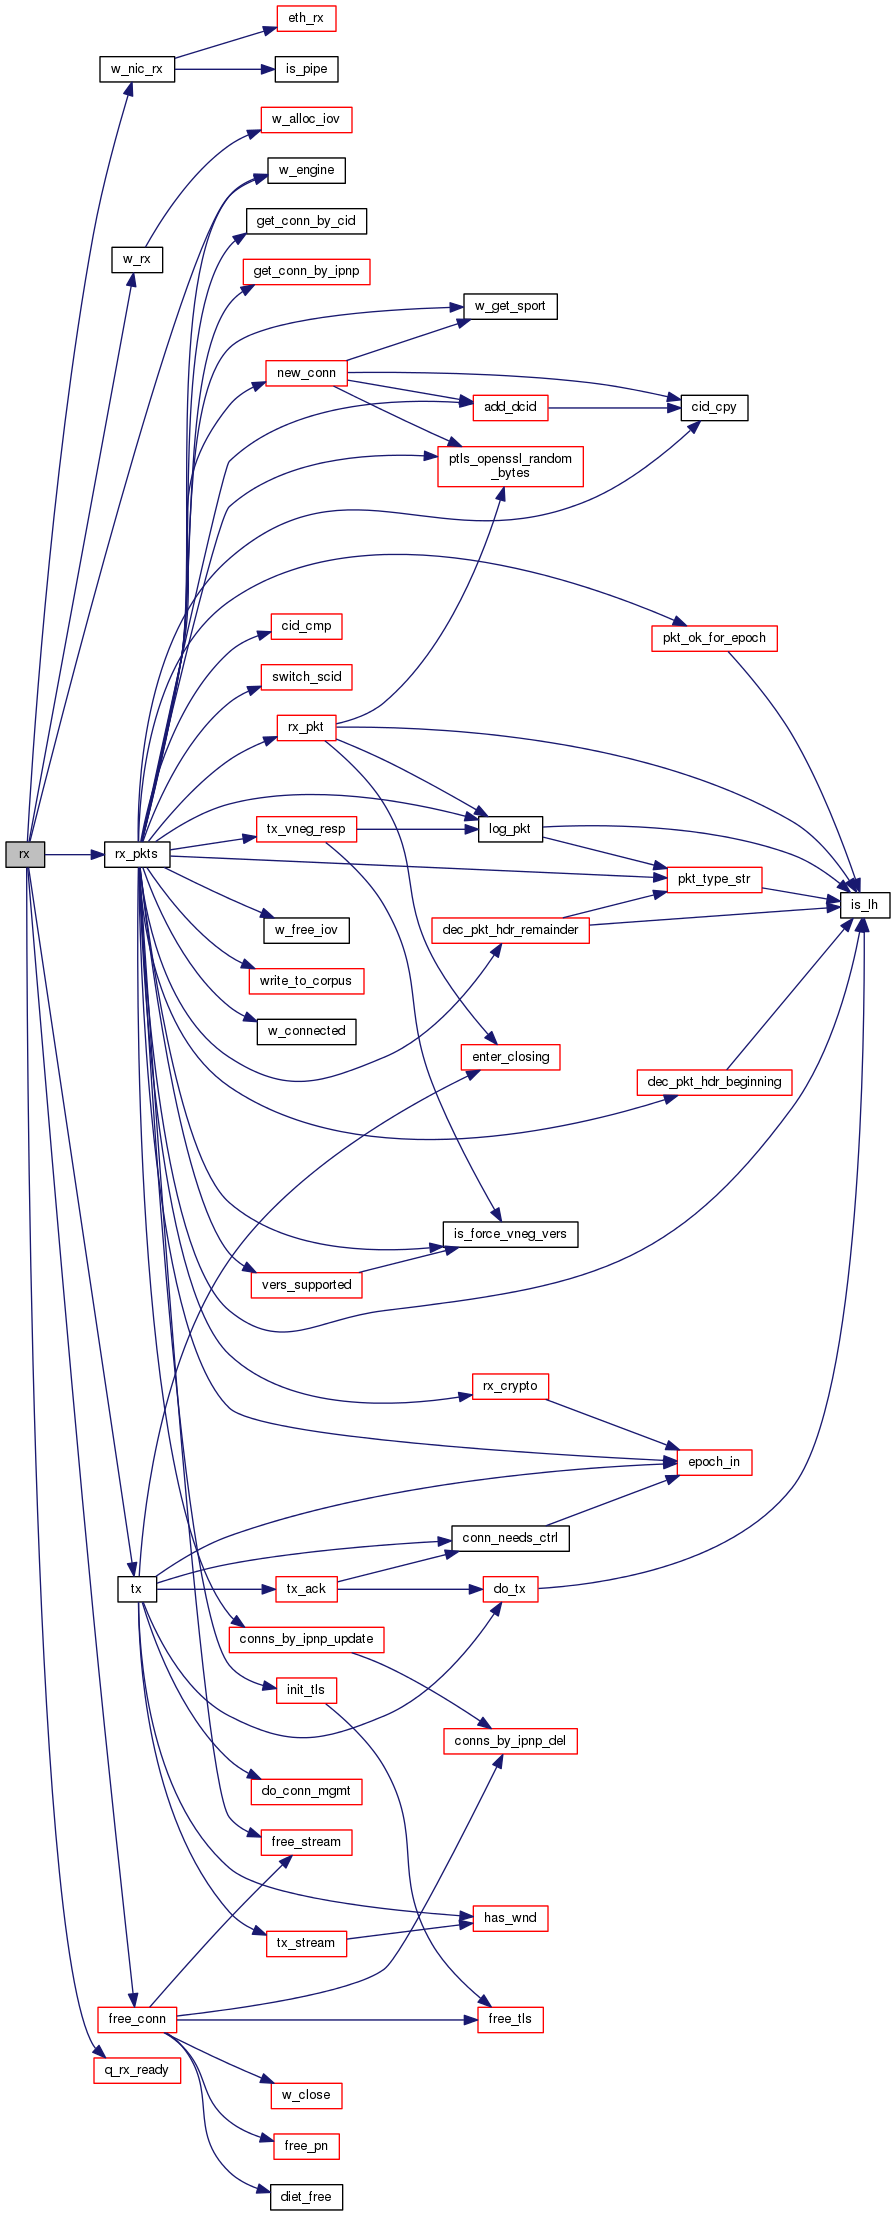 eth_rx
w_nic_rx
is_pipe
w_alloc_iov
w_engine
get_conn_by_cid
w_rx
get_conn_by_ipnp
w_get_sport
new_conn
add_dcid
cid_cpy
ptls_openssl_random
_bytes
cid_cmp
pkt_ok_for_epoch
switch_scid
rx_pkt
tx_vneg_resp
log_pkt
rx
rx_pkts
pkt_type_str
is_lh
w_free_iov
dec_pkt_hdr_remainder
write_to_corpus
w_connected
enter_closing
dec_pkt_hdr_beginning
is_force_vneg_vers
vers_supported
rx_crypto
epoch_in
conn_needs_ctrl
tx
tx_ack
do_tx
conns_by_ipnp_update
init_tls
conns_by_ipnp_del
do_conn_mgmt
free_stream
has_wnd
tx_stream
free_conn
free_tls
q_rx_ready
w_close
free_pn
diet_free